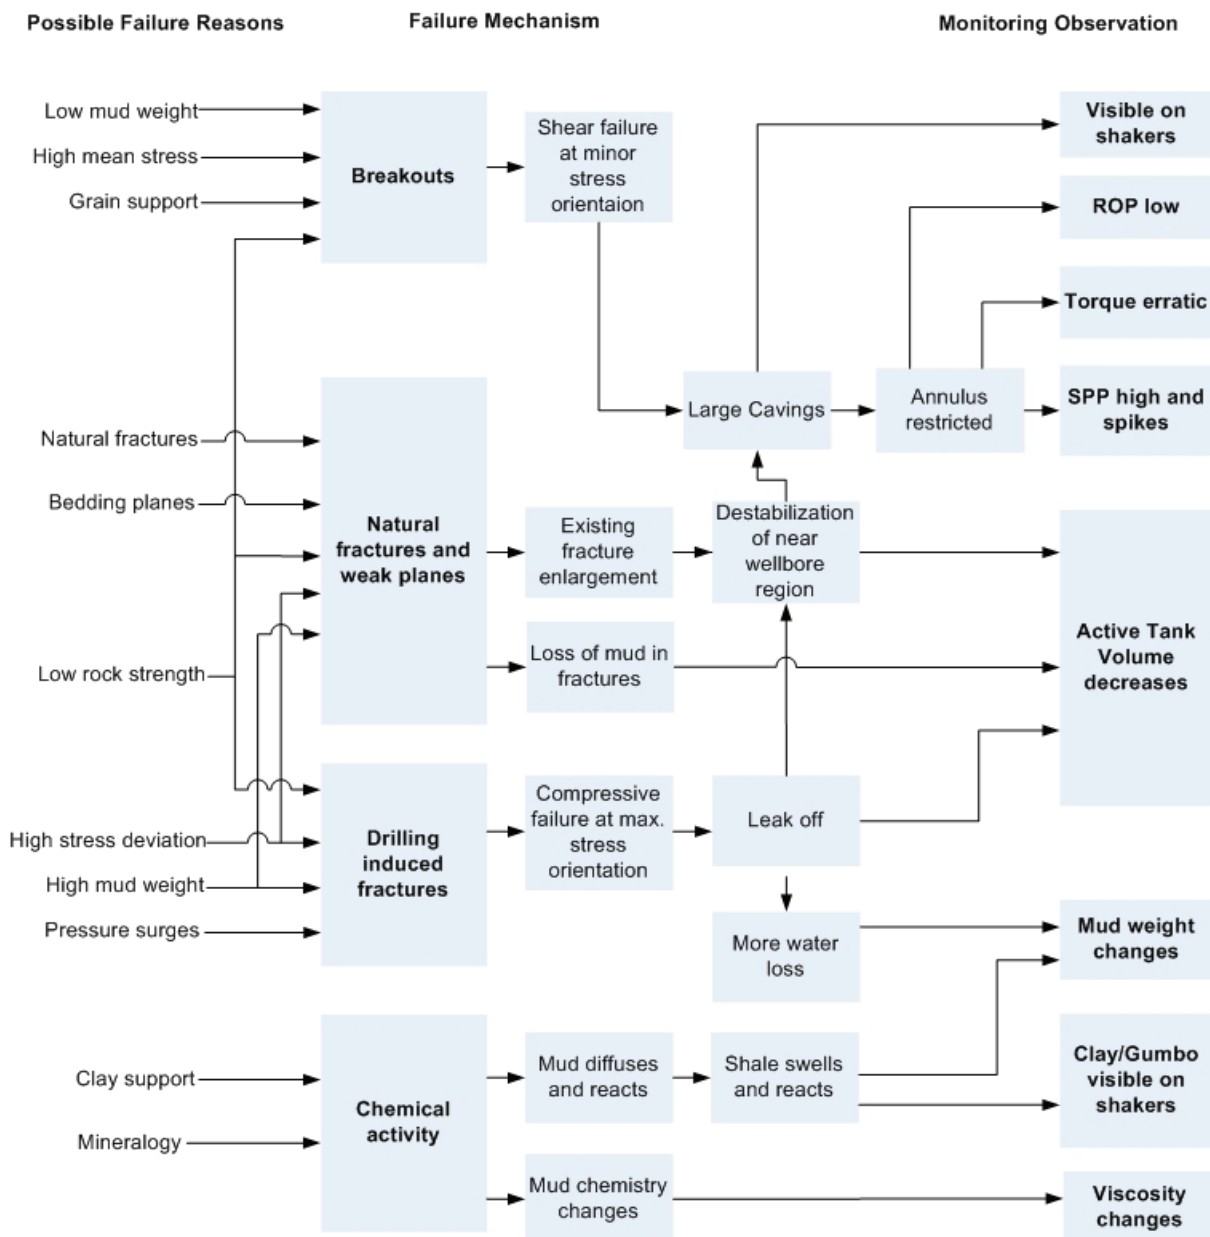 Possible Failure Reasons
Failure Mechanism
Monitoring Observation
Low mud weight
High mean stress
Grain support
Breakouts
Shear failure
at minor
stress
orientaion
Visible on
shakers
ROP low
Torque erratic
Large Cavings
Annulus
restricted
SPP high and
spikes
Natural fractures
Bedding planes
Low rock strength
Natural
fractures and
weak planes
Existing
fracture
enlargement
Destabilization
of near
wellbore
region
Loss of mud in
fractures
Active Tank
Volume
decreases
High stress deviation
High mud weight
Pressure surges
Drilling
induced
fractures
Compressive
failure at max.
stress
orientation
Leak off
More water
loss
Mud weight
changes
Clay support
Mineralogy
Chemical
activity
Mud diffuses
and reacts
Shale swells
and reacts
Clay/Gumbo
visible on
shakers
Mud chemistry
changes
Viscosity
changes